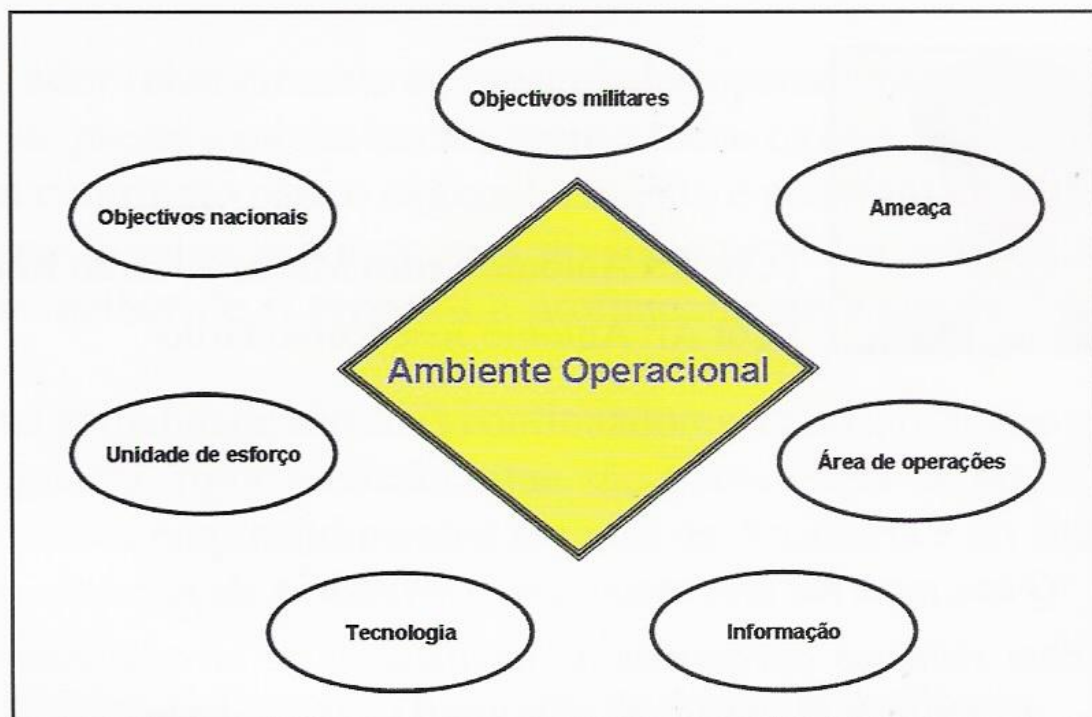 Objectivos militares
Objectivos nacionais
Ameaça
Ambiente Operacional
Unidade de esforço
Área de operações
Tecnologia
Informação